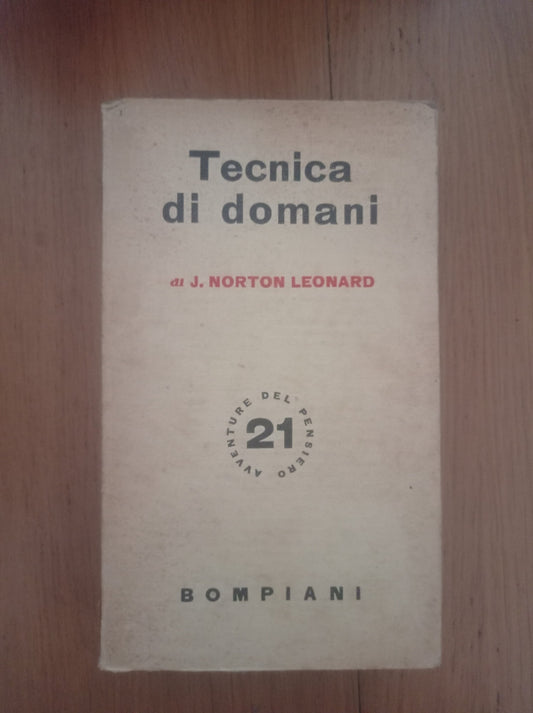 Tecnica
di domani
di J. NORTON LEONARD
AVVENTURE DEL PENSIERO
21
BOMPIANI